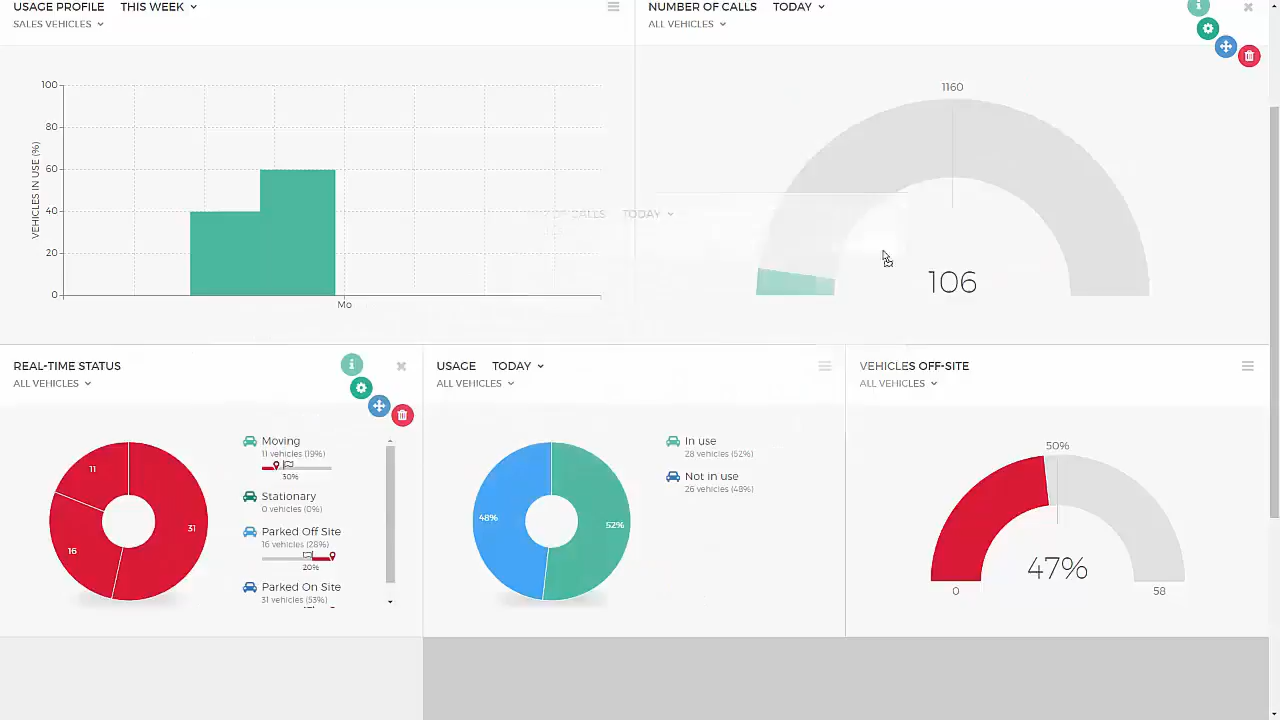 USAGE PROFILE THIS WEEK
SALES VEHICLES
NUMBER OF CALLS TODAY
ALL VEHICLES
100
80
60
40
20
0
VEHICLES IN USE (%)
Mo
CALLS TODAY
1160
106
REAL-TIME STATUS
ALL VEHICLES
11
16
31
Moving
11 vehicles (19%)
30%
Stationary
0 vehicles (0%)
Parked Off Site
16 vehicles (28%)
20%
Parked On Site
31 vehicles (53%)
USAGE TODAY
ALL VEHICLES
48%
52%
In use
28 vehicles (52%)
Not in use
26 vehicles (48%)
VEHICLES OFF-SITE
ALL VEHICLES
50%
47%
0
58